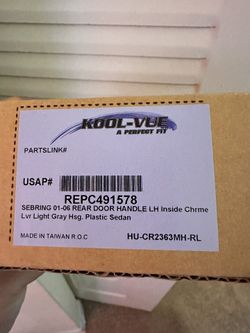 KOOL-VUE
A PERFECT FIT
PARTSLINK#
USAP#
REPC491578
SEBRING 01-06 REAR DOOR HANDLE LH Inside Chrme
Lvr Light Gray Hsg. Plastic Sedan
MADE IN TAIWAN R.O.C
HU-CR2363MH-RL